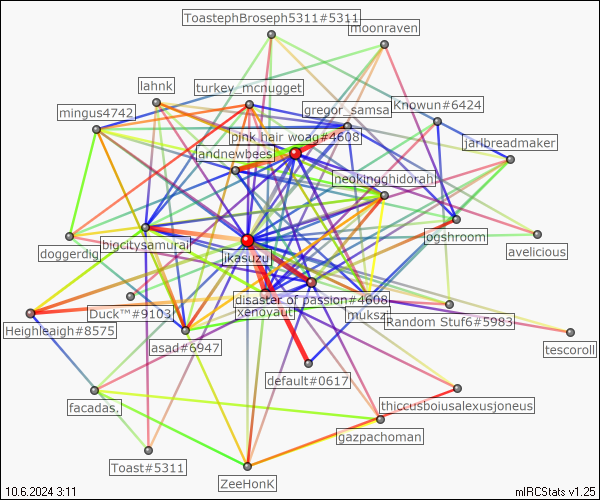 ToastephBroseph5311#5311
moonraven
lahnk
turkey_mcnugget
gregor_samsa
Knowun#6424
mingus4742
pink hair woag#4608
jarlbreadmaker
andnewbees
neokingghidorah
ogshroom
doggerdig
bigcitysamurai
avelicious
jkasuzu
disaster of passion#4608
Duck™#9103
xenoyaut
mukszi
Random Stuf6#5983
Heighleaigh#8575
asad#6947
tescoroll
default#0617
facadas.
thiccusboiusalexusjoneus
gazpachoman
Toast#5311
ZeeHonK
10.6.2024 3:11
mIRCStats v1.25